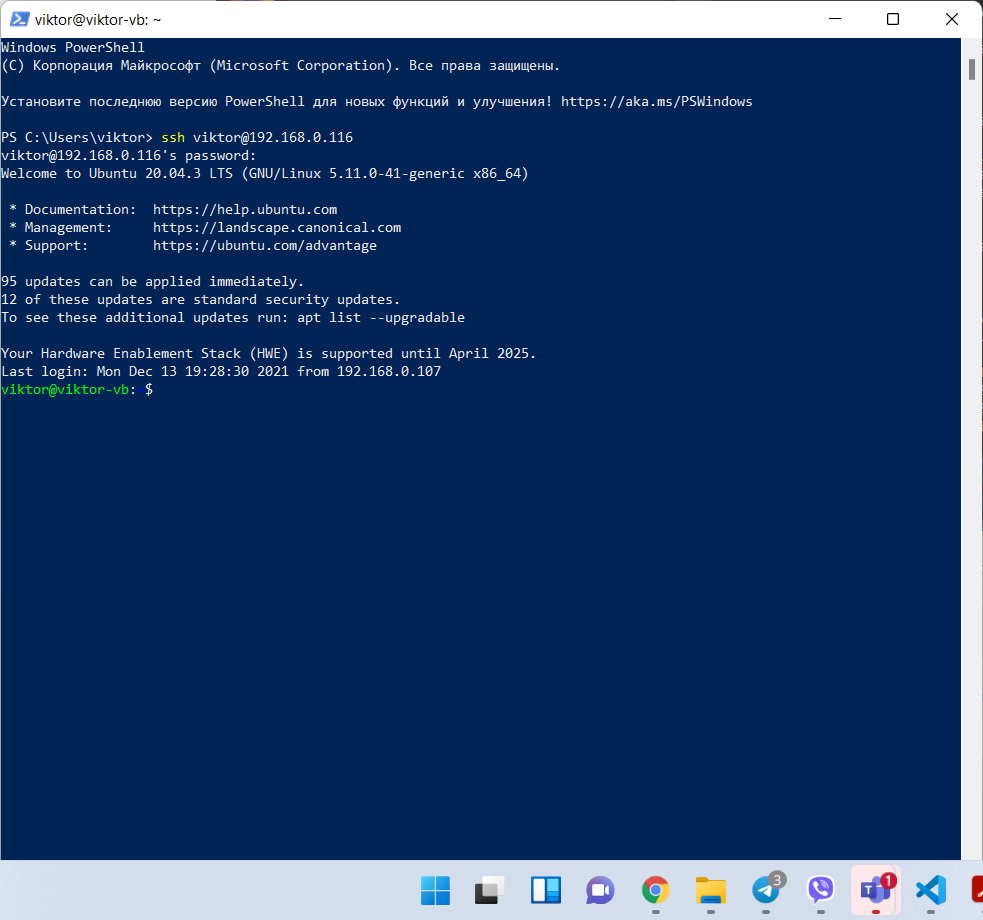 viktor@viktor-vb: ~
Windows PowerShell
(C) Корпорация Майкрософт (Microsoft Corporation). Все права защищены.
Установите последнюю версию PowerShell для новых функций и улучшения! https://aka.ms/PSWindows
PS C:\Users\viktor> ssh viktor@192.168.0.116
viktor@192.168.0.116's password:
Welcome to Ubuntu 20.04.3 LTS (GNU/Linux 5.11.0-41-generic x86_64)
* Documentation:  https://help.ubuntu.com
* Management:     https://landscape.canonical.com
* Support:        https://ubuntu.com/advantage
95 updates can be applied immediately.
12 of these updates are standard security updates.
To see these additional updates run: apt list --upgradable
Your Hardware Enablement Stack (HWE) is supported until April 2025.
Last login: Mon Dec 13 19:28:30 2021 from 192.168.0.107
viktor@viktor-vb: $
3
1